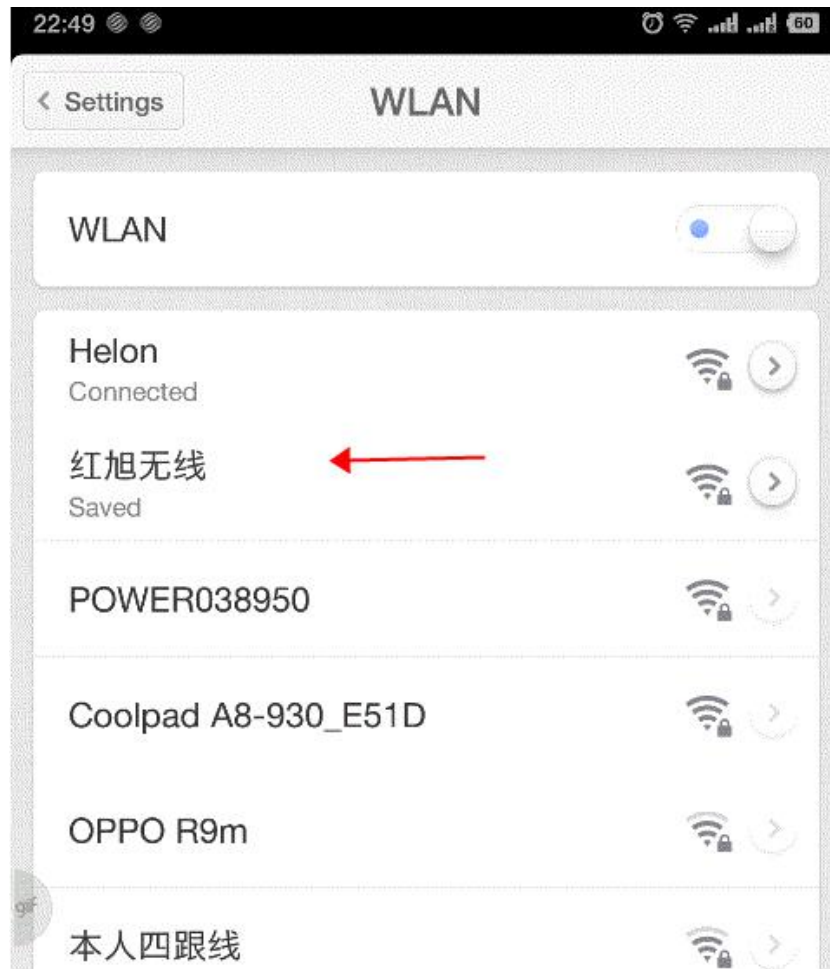 22:49 60
Settings WLAN
WLAN
Helon
Connected
红旭无线
Saved
POWER038950
Coolpad A8-930_E51D
OPPO R9m
gif
本人四跟线